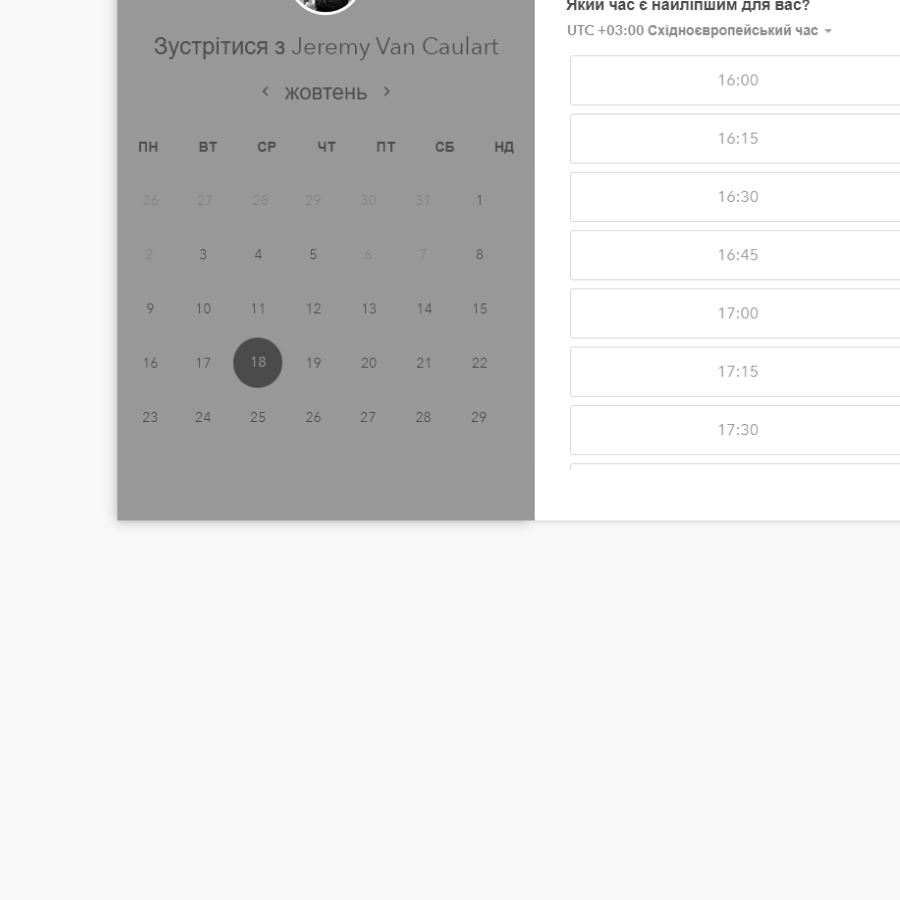 Зустрітися з Jeremy Van Caulart
жовтень
ПН ВТ СР ЧТ ПТ СБ НД
26 27 28 29 30 31 1
2 3 4 5 6 7 8
9 10 11 12 13 14 15
16 17 18 19 20 21 22
23 24 25 26 27 28 29
Який час є найліпшим для вас?
UTC +03:00 Східноєвропейський час
16:00
16:15
16:30
16:45
17:00
17:15
17:30